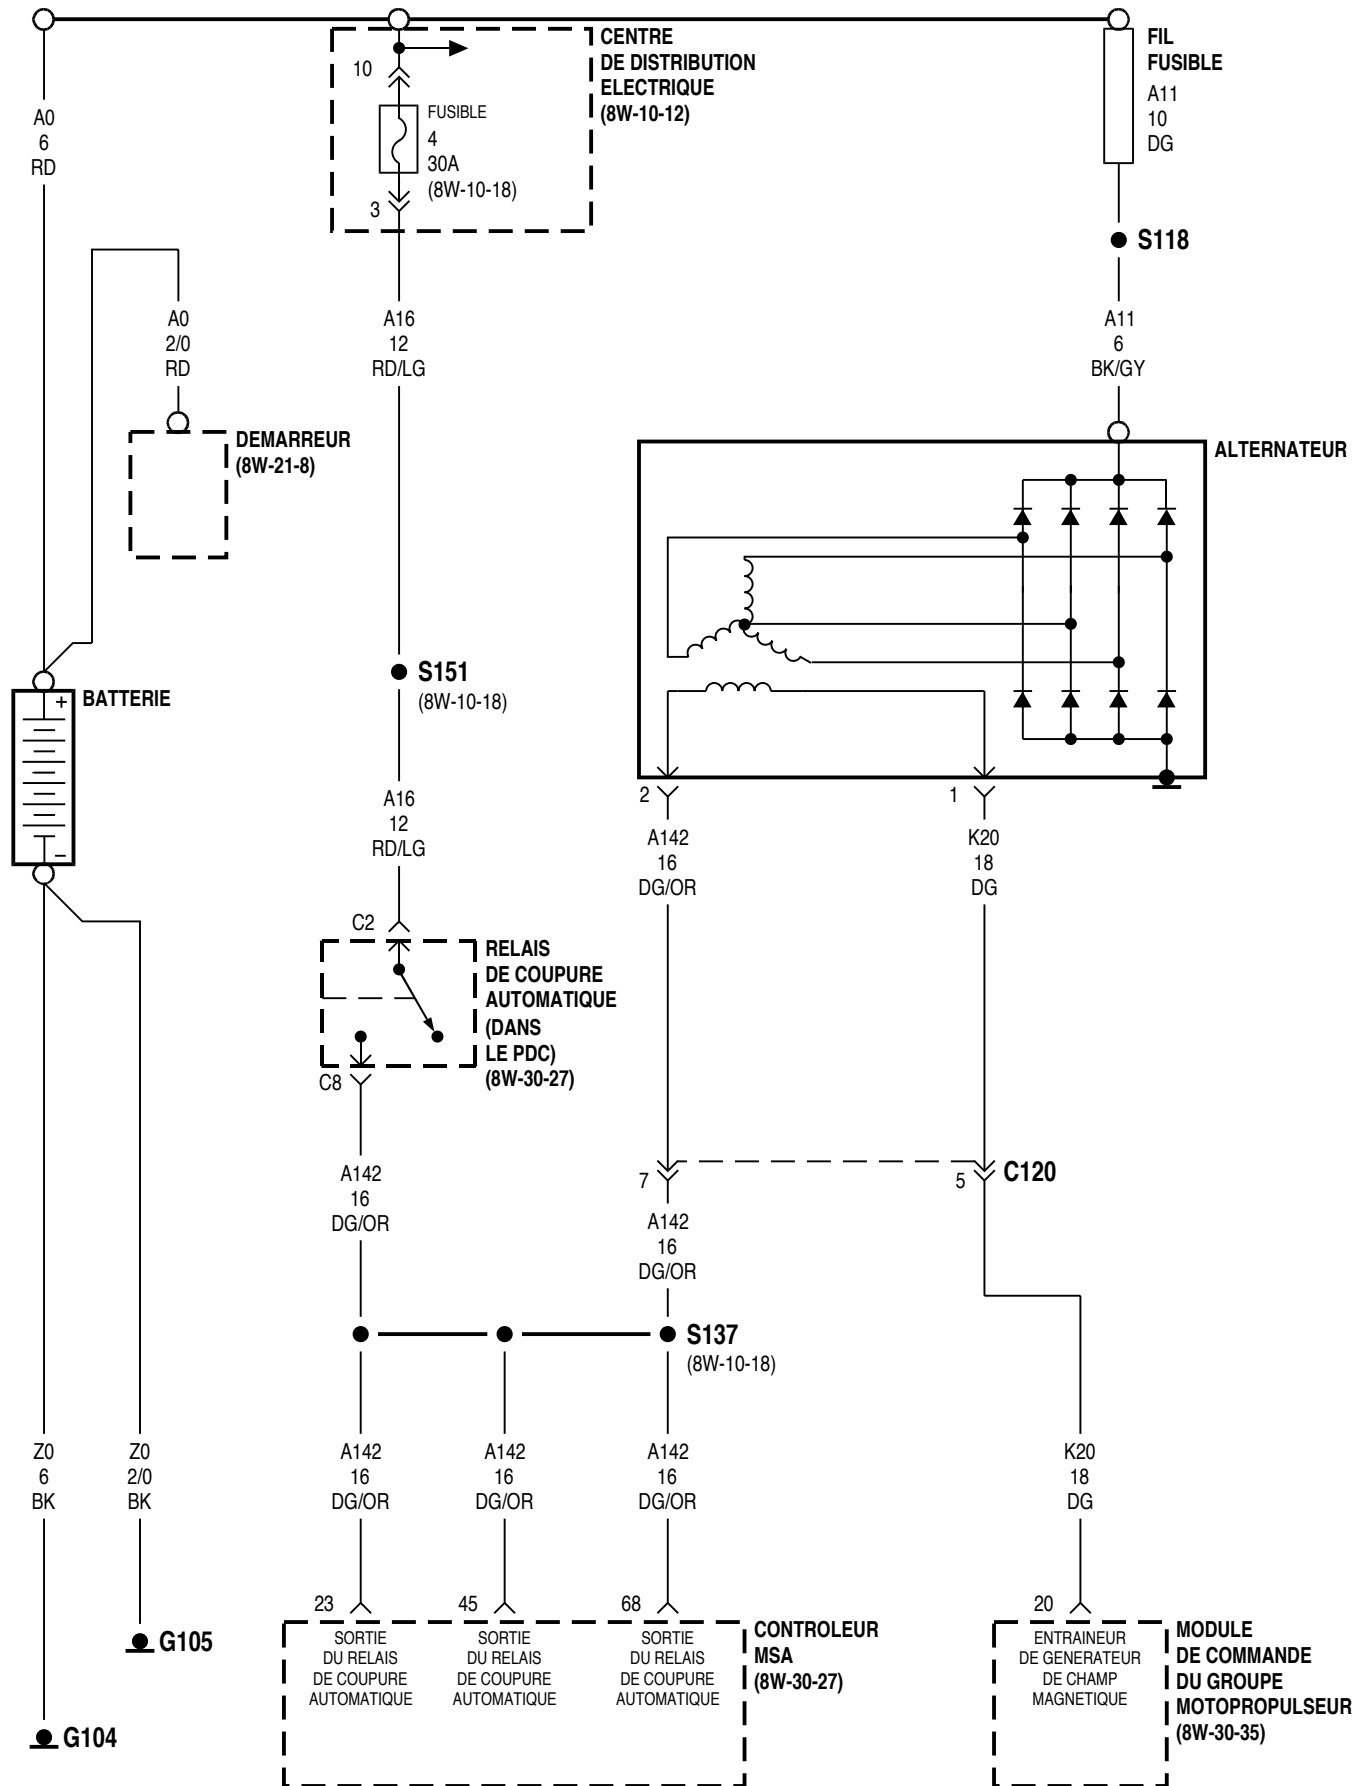 CENTRE
DE DISTRIBUTION
ELECTRIQUE
(8W-10-12)
10
FUSIBLE
4
30A
(8W-10-18)
3
FIL
FUSIBLE
A11
10
DG
A0
6
RD
S118
A0
2/0
RD
A16
12
RD/LG
A11
6
BK/GY
DEMARREUR
(8W-21-8)
ALTERNATEUR
S151
(8W-10-18)
+
BATTERIE
–
A16
12
RD/LG
2
1
A142
16
DG/OR
K20
18
DG
C2
RELAIS
DE COUPURE
AUTOMATIQUE
(DANS
LE PDC)
(8W-30-27)
C8
A142
16
DG/OR
7
5
C120
A142
16
DG/OR
S137
(8W-10-18)
Z0
6
BK
Z0
2/0
BK
A142
16
DG/OR
A142
16
DG/OR
A142
16
DG/OR
K20
18
DG
23
45
68
20
SORTIE
DU RELAIS
DE COUPURE
AUTOMATIQUE
SORTIE
DU RELAIS
DE COUPURE
AUTOMATIQUE
SORTIE
DU RELAIS
DE COUPURE
AUTOMATIQUE
CONTROLEUR
MSA
(8W-30-27)
ENTRAINEUR
DE GENERATEUR
DE CHAMP
MAGNETIQUE
MODULE
DE COMMANDE
DU GROUPE
MOTOPROPULSEUR
(8W-30-35)
G105
G104